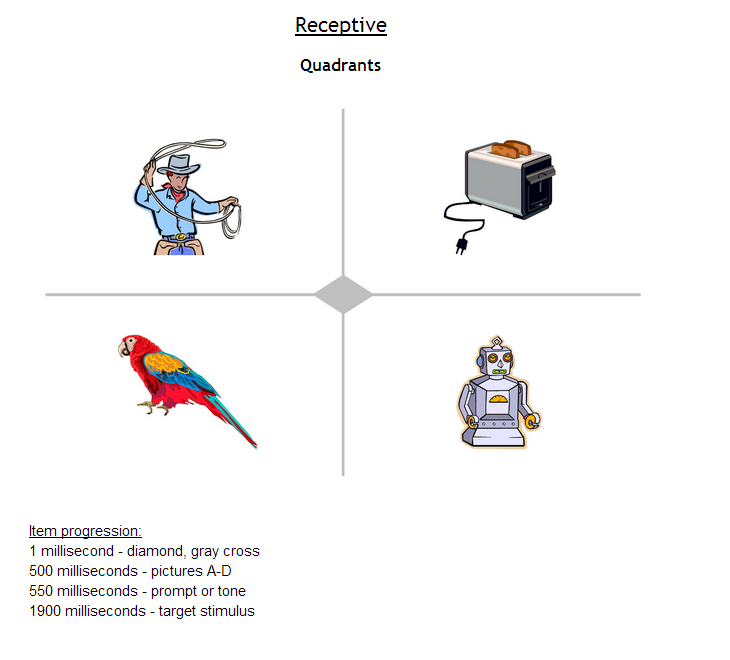 Receptive
Quadrants
Item progression:
1 millisecond - diamond, gray cross
500 milliseconds - pictures A-D
550 milliseconds - prompt or tone
1900 milliseconds - target stimulus